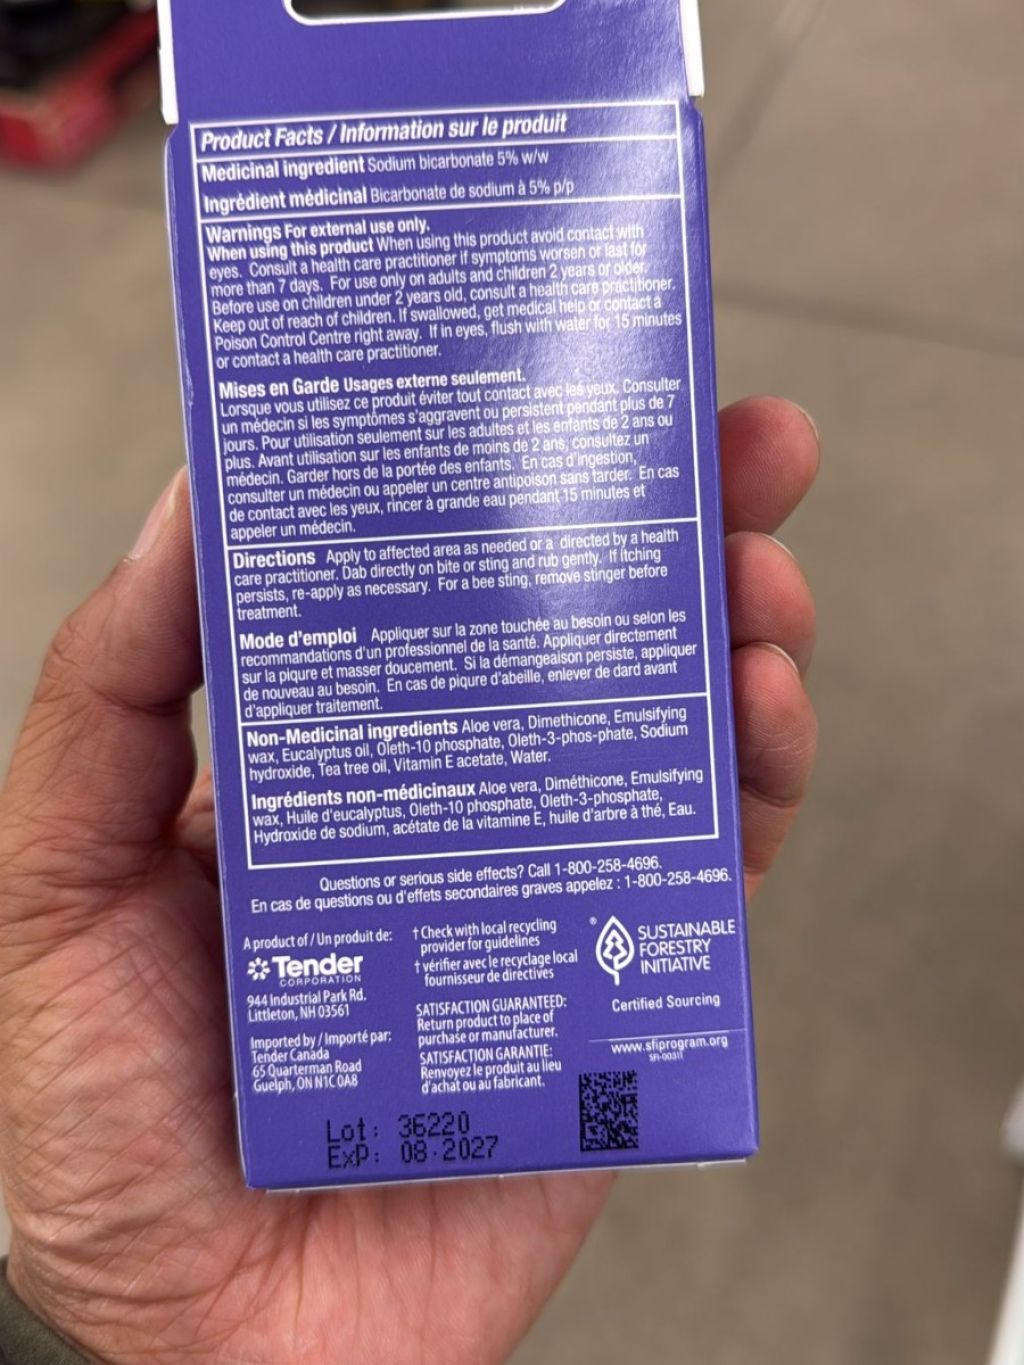 Product Facts / Information sur le produit
Medicinal ingredient Sodium bicarbonate 5% w/w
Ingrédient médicinal Bicarbonate de sodium à 5% p/p
Warnings For external use only.
When using this product When using this product avoid contact with
eyes. Consult a health care practitioner if symptoms worsen or last for
more than 7 days. For use only on adults and children 2 years or older.
Before use on children under 2 years old, consult a health care practitioner.
Keep out of reach of children. If swallowed, get medical help or contact a
Poison Control Centre right away. If in eyes, flush with water for 15 minutes
or contact a health care practitioner.
Mises en Garde Usages externe seulement.
Lorsque vous utilisez ce produit éviter tout contact avec les yeux. Consulter
un médecin si les symptômes s'aggravent ou persistent pendant plus de 7
jours. Pour utilisation seulement sur les adultes et les enfants de 2 ans ou
plus. Avant utilisation sur les enfants de moins de 2 ans, consultez un
médecin. Garder hors de la portée des enfants. En cas d'ingestion,
consulter un médecin ou appeler un centre antipoison sans tarder. En cas
de contact avec les yeux, rincer à grande eau pendant 15 minutes et
appeler un médecin.
Directions Apply to affected area as needed or a directed by a health
care practitioner. Dab directly on bite or sting and rub gently. If itching
persists, re-apply as necessary. For a bee sting, remove stinger before
treatment.
Mode d'emploi Appliquer sur la zone touchée au besoin ou selon les
recommandations d'un professionnel de la santé. Appliquer directement
sur la piqure et masser doucement. Si la démangeaison persiste, appliquer
de nouveau au besoin. En cas de piqure d'abeille, enlever de dard avant
d'appliquer traitement.
Non-Medicinal ingredients Aloe vera, Dimethicone, Emulsifying
wax, Eucalyptus oil, Oleth-10 phosphate, Oleth-3-phos-phate, Sodium
hydroxide, Tea tree oil, Vitamin E acetate, Water.
Ingrédients non-médicinaux Aloe vera, Diméthicone, Emulsifying
wax, Huile d'eucalyptus, Oleth-10 phosphate, Oleth-3-phosphate,
Hydroxide de sodium, acétate de la vitamine E, huile d'arbre à thé, Eau.
Questions or serious side effects? Call 1-800-258-4696.
En cas de questions ou d'effets secondaires graves appelez : 1-800-258-4696.
A product of / Un produit de:
Tender
CORPORATION
944 Industrial Park Rd.
Littleton, NH 03561
Imported by / Importé par:
Tender Canada
65 Quarterman Road
Guelph, ON N1C 0A8
† Check with local recycling
provider for guidelines
† vérifier avec le recyclage local
fournisseur de directives
SATISFACTION GUARANTEED:
Return product to place of
purchase or manufacturer.
SATISFACTION GARANTIE:
Renvoyez le produit au lieu
d'achat ou au fabricant.
® SUSTAINABLE
FORESTRY
INITIATIVE
Certified Sourcing
www.sfiprogram.org
SFI-00311
Lot: 36220
EXP: 08·2027